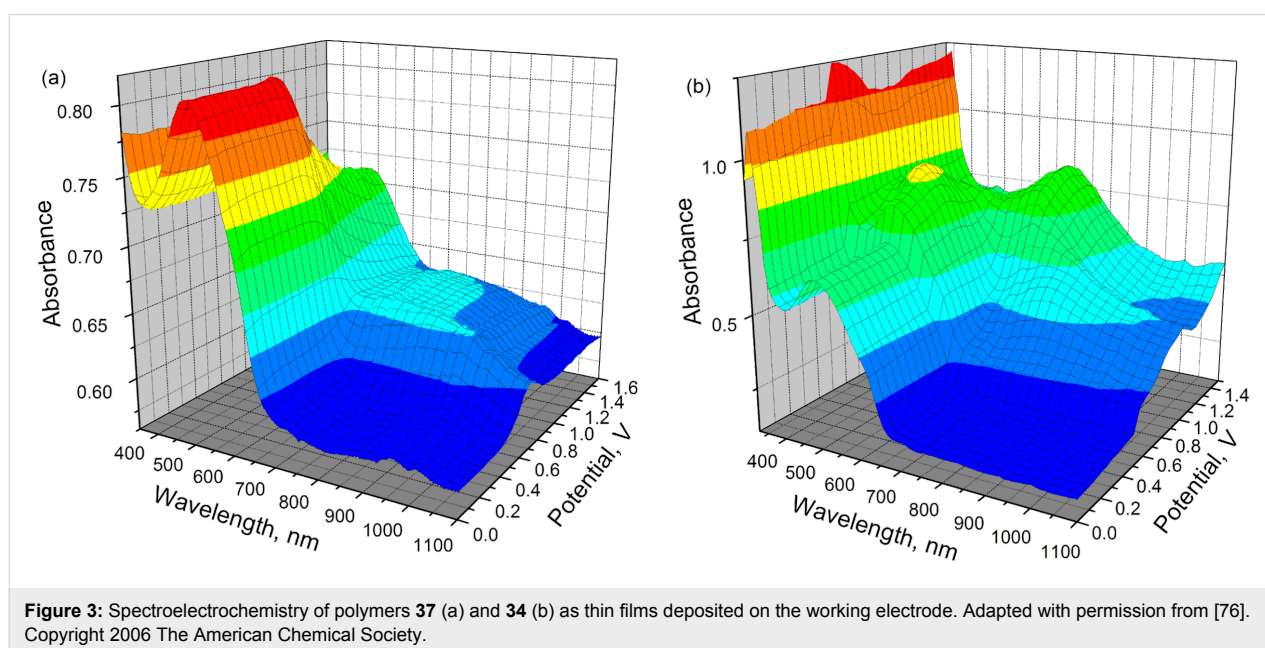 (a)
0.80
0.75
0.70
0.65
0.60
Absorbance
400 500 600 700 800 900 1000 1100
Wavelength, nm
0.0 0.2 0.4 0.6 0.8 1.0 1.2 1.4 1.6
Potential, V
(b)
1.0
0.5
Absorbance
400 500 600 700 800 900 1000 1100
Wavelength, nm
0.0 0.2 0.4 0.6 0.8 1.0 1.2 1.4
Potential, V
Figure 3: Spectroelectrochemistry of polymers 37 (a) and 34 (b) as thin films deposited on the working electrode. Adapted with permission from [76].
Copyright 2006 The American Chemical Society.